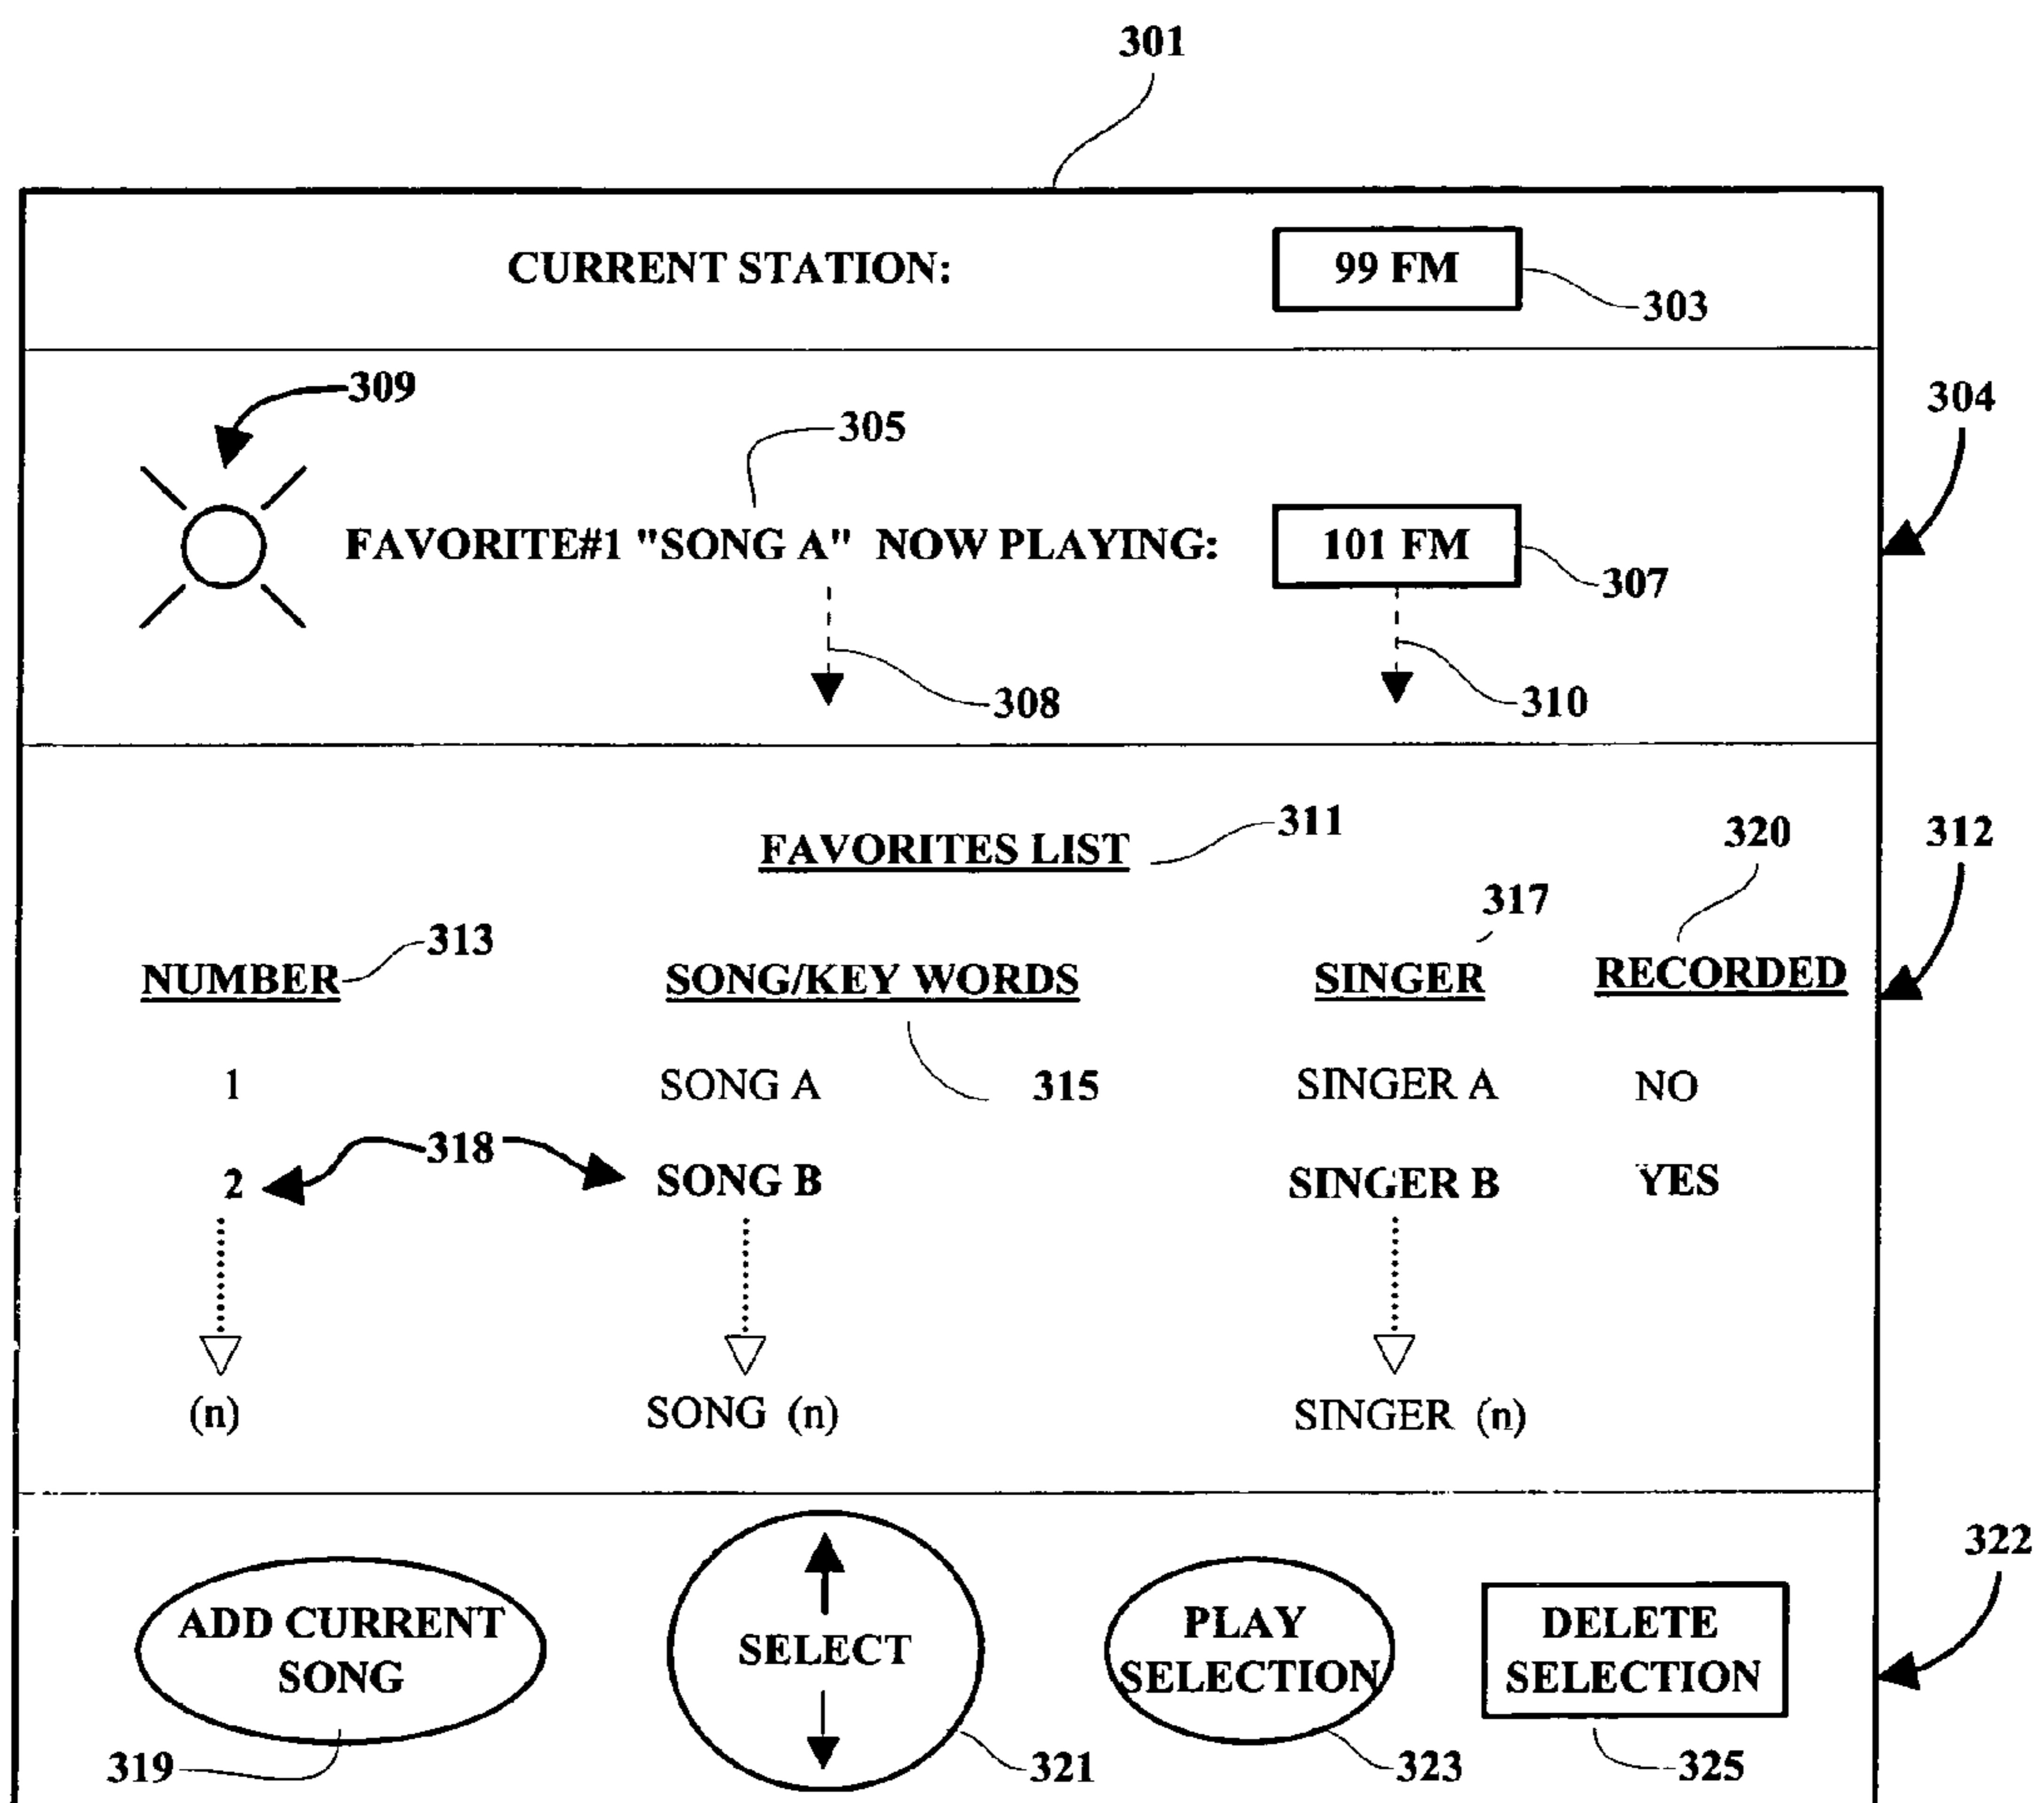 301
CURRENT STATION: 99 FM
303
309
305
304
FAVORITE#1 "SONG A" NOW PLAYING: 101 FM
307
308
310
FAVORITES LIST
311
320
312
317
313
NUMBER SONG/KEY WORDS SINGER RECORDED
1 SONG A 315 SINGER A NO
318
2 SONG B SINGER B YES
(n) SONG (n) SINGER (n)
322
ADD CURRENT
SONG
SELECT
PLAY
SELECTION
DELETE
SELECTION
319
321
323
325